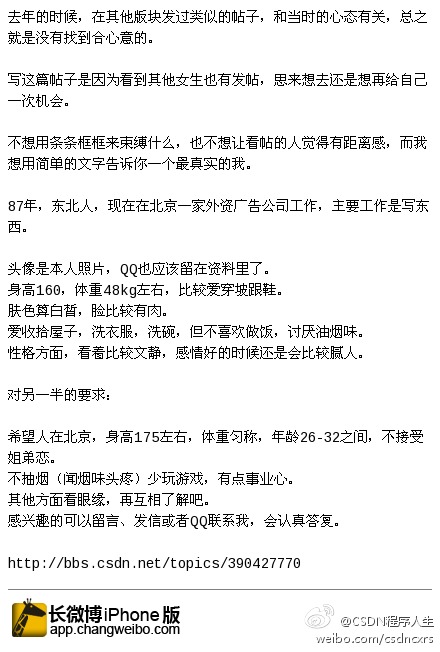 去年的时候，在其他版块发过类似的帖子，和当时的心态有关，总之
就是没有找到合心意的。
写这篇帖子是因为看到其他女生也有发帖，思来想去还是想再给自己
一次机会。
不想用条条框框来束缚什么，也不想让看帖的人觉得有距离感，而我
想用简单的文字告诉你一个最真实的我。
87年，东北人，现在在北京一家外资广告公司工作，主要工作是写东
西。
头像是本人照片，QQ也应该留在资料里了。
身高160，体重48kg左右，比较爱穿坡跟鞋。
肤色算白皙，脸比较有肉。
爱收拾屋子，洗衣服，洗碗，但不喜欢做饭，讨厌油烟味。
性格方面，看着比较文静，感情好的时候还是会比较腻人。
对另一半的要求：
希望人在北京，身高175左右，体重匀称，年龄26-32之间，不接受
姐弟恋。
不抽烟（闻烟味头疼）少玩游戏，有点事业心。
其他方面看眼缘，再互相了解吧。
感兴趣的可以留言、发信或者QQ联系我，会认真答复。
http://bbs.csdn.net/topics/390427770
长微博iPhone版
app.changweibo.com
@CSDN程序人生
weibo.com/csdncxrs